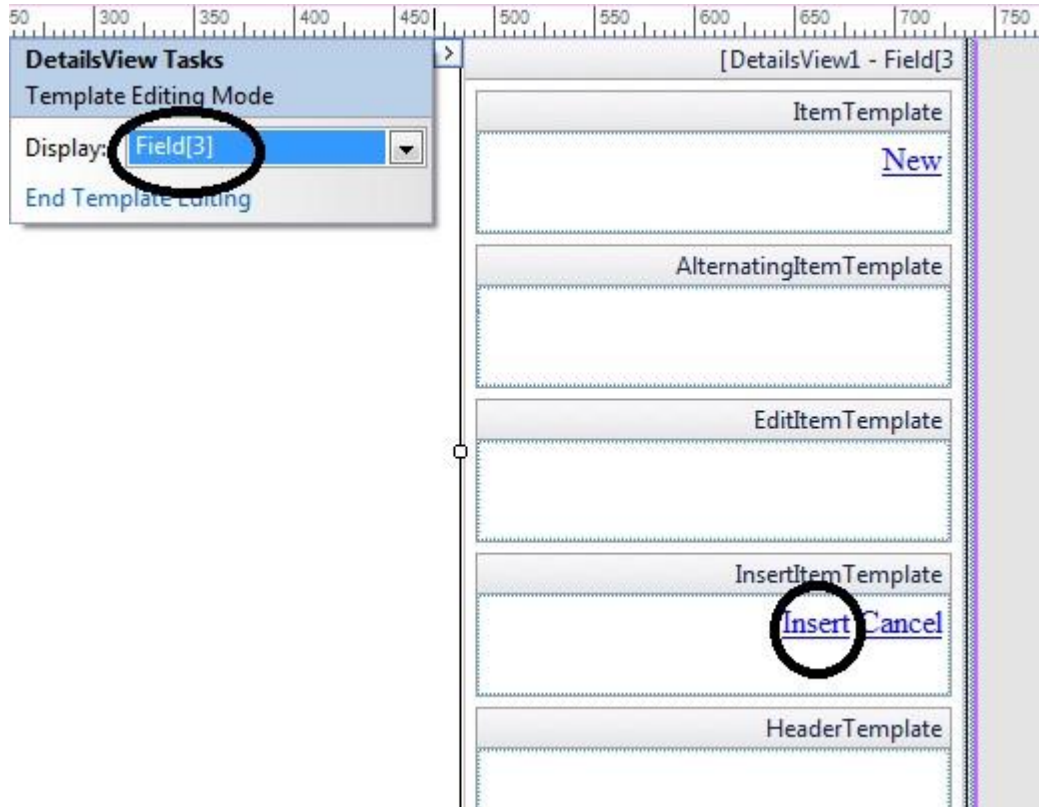 50 300 350 400 450 500 550 600 650 700 750
DetailsView Tasks
Template Editing Mode
Display: Field[3]
End Template Editing
>
[DetailsView1 - Field[3
ItemTemplate
New
AlternatingItemTemplate
EditItemTemplate
InsertItemTemplate
Insert Cancel
HeaderTemplate